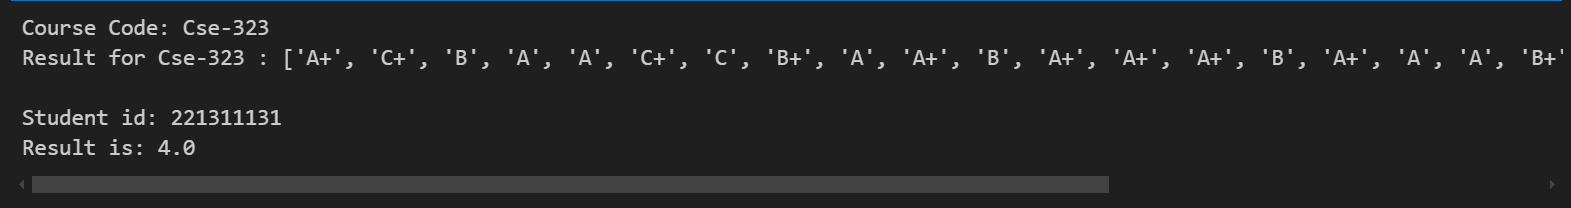 Course Code: Cse-323
Result for Cse-323 : ['A+', 'C+', 'B', 'A', 'A', 'C+', 'C', 'B+', 'A', 'A+', 'B', 'A+', 'A+', 'A+', 'B', 'A+', 'A', 'A', 'B+'
Student id: 221311131
Result is: 4.0